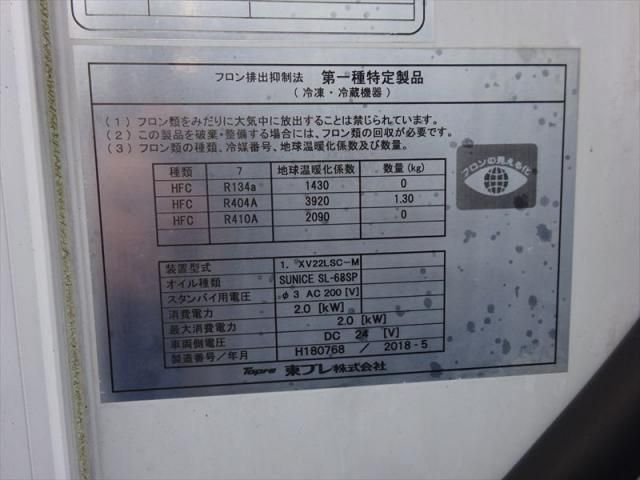 フロン排出抑制法 第一種特定製品
(冷凍・冷蔵機器)
(1) フロン類をみだりに大気中に放出することは禁じられています。
(2) この製品を破棄・整備する場合には、フロン類の回収が必要です。
(3) フロン類の種類、冷媒番号、地球温暖化係数及び数量。
フロンの見える化
種類 7 地球温暖化係数 数量(kg)
HFC R134a 1430 0
HFC R404A 3920 1.30
HFC R410A 2090 0
装置型式 1. XV22LSC-M
オイル種類 SUNICE SL-68SP
スタンバイ用電圧 φ3 AC 200 [V]
消費電力 2.0 [kW]
最大消費電力 2.0 [kW]
車両側電圧 DC 24 [V]
製造番号/年月 H180768 / 2018-5
Topre 東プレ株式会社